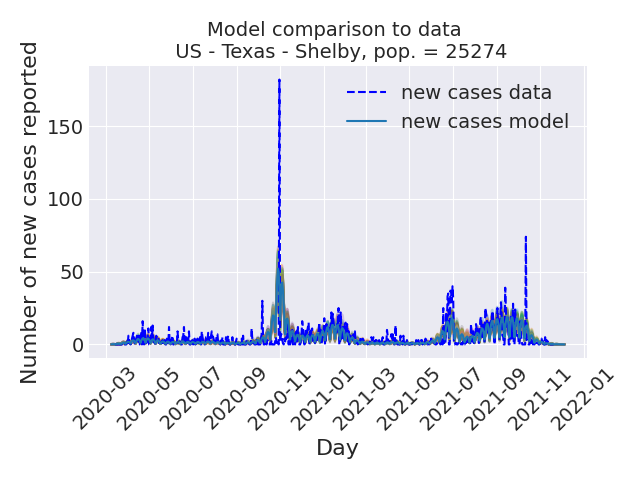 Model comparison to data
US - Texas - Shelby, pop. = 25274
Number of new cases reported
150
100
50
0
new cases data
new cases model
2020-03
2020-05
2020-07
2020-09
2020-11
2021-01
2021-03
2021-05
2021-07
2021-09
2021-11
2022-01
Day